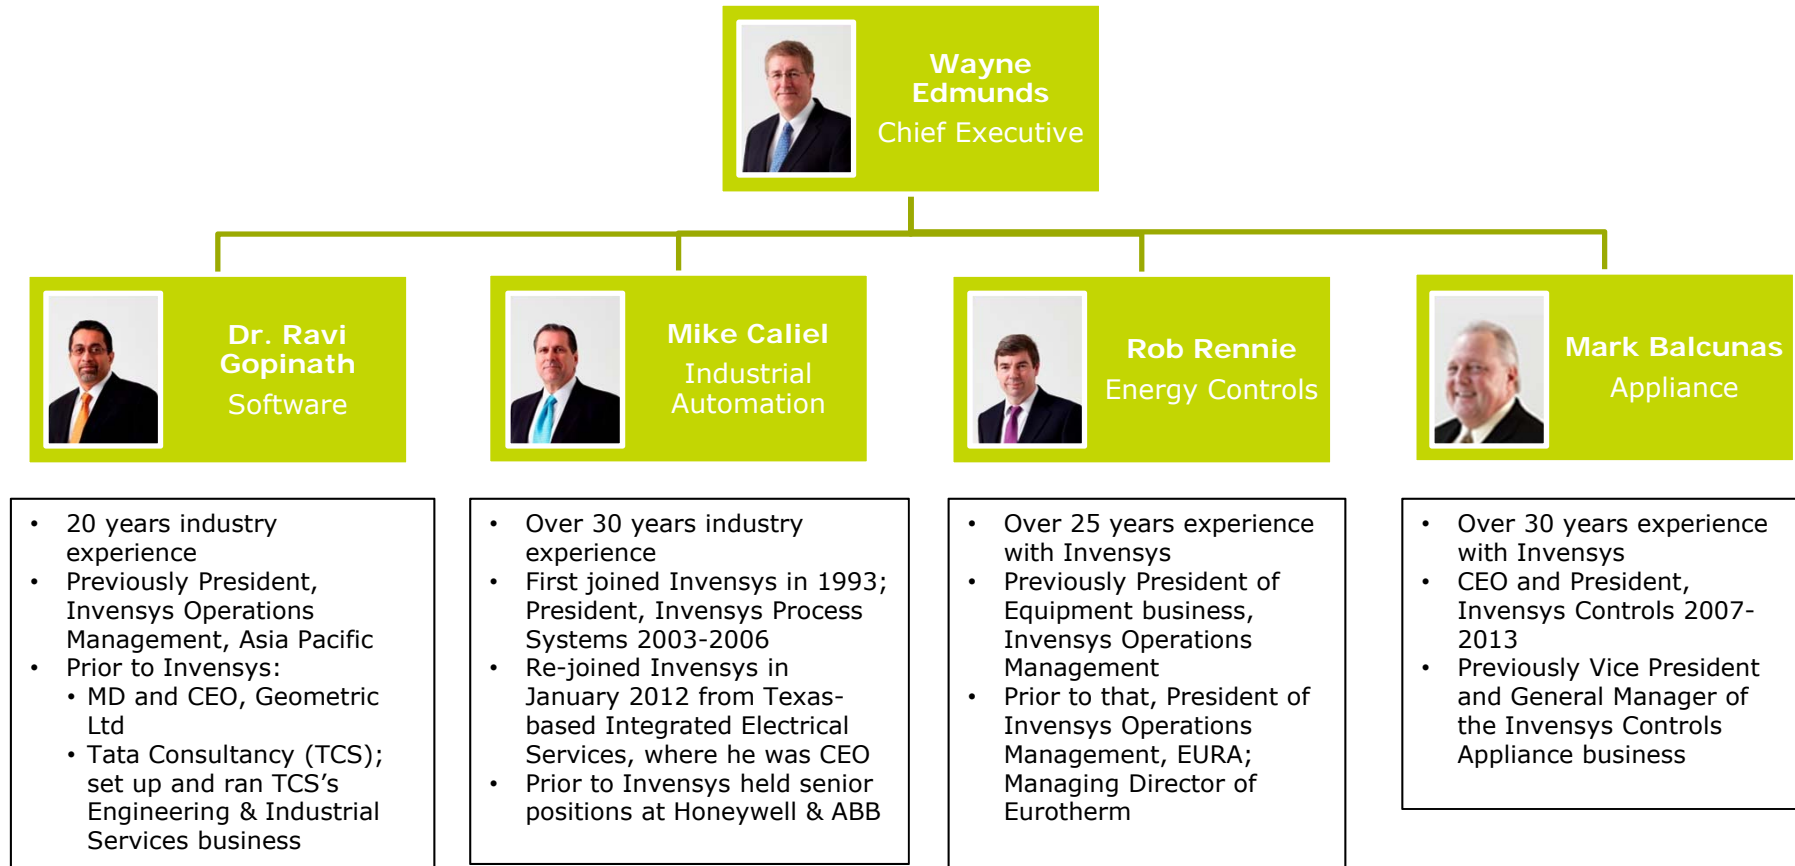 Wayne
Edmunds
Chief Executive
Dr. Ravi
Gopinath
Software
Mike Caliel
Industrial
Automation
Rob Rennie
Energy Controls
Mark Balcunas
Appliance
• 20 years industry
experience
• Previously President,
Invensys Operations
Management, Asia Pacific
• Prior to Invensys:
• MD and CEO, Geometric
Ltd
• Tata Consultancy (TCS);
set up and ran TCS’s
Engineering & Industrial
Services business
• Over 30 years industry
experience
• First joined Invensys in 1993;
President, Invensys Process
Systems 2003-2006
• Re-joined Invensys in
January 2012 from Texas-
based Integrated Electrical
Services, where he was CEO
• Prior to Invensys held senior
positions at Honeywell & ABB
• Over 25 years experience
with Invensys
• Previously President of
Equipment business,
Invensys Operations
Management
• Prior to that, President of
Invensys Operations
Management, EURA;
Managing Director of
Eurotherm
• Over 30 years experience
with Invensys
• CEO and President,
Invensys Controls 2007-
2013
• Previously Vice President
and General Manager of
the Invensys Controls
Appliance business